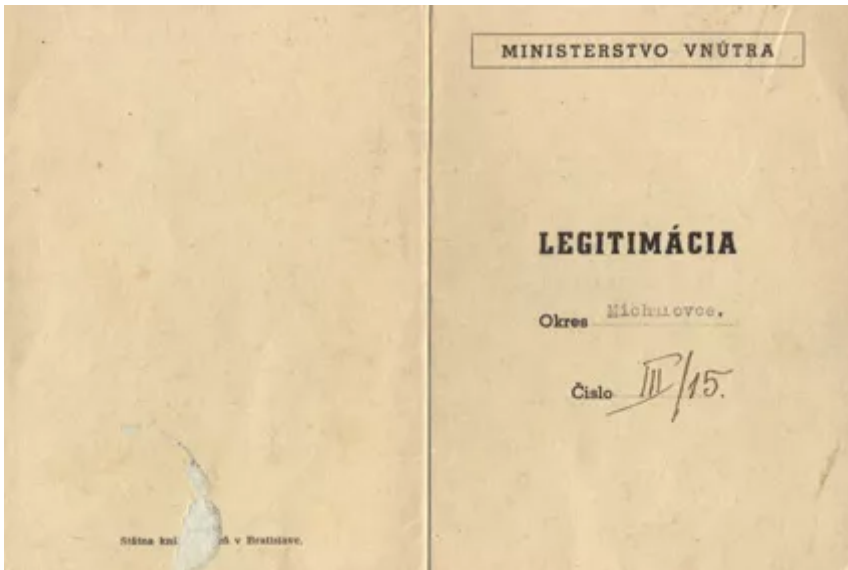 MINISTERSTVO VNÚTRA
LEGITIMÁCIA
Okres Michalovce.
Číslo III/15.
Štátna v Bratislave.